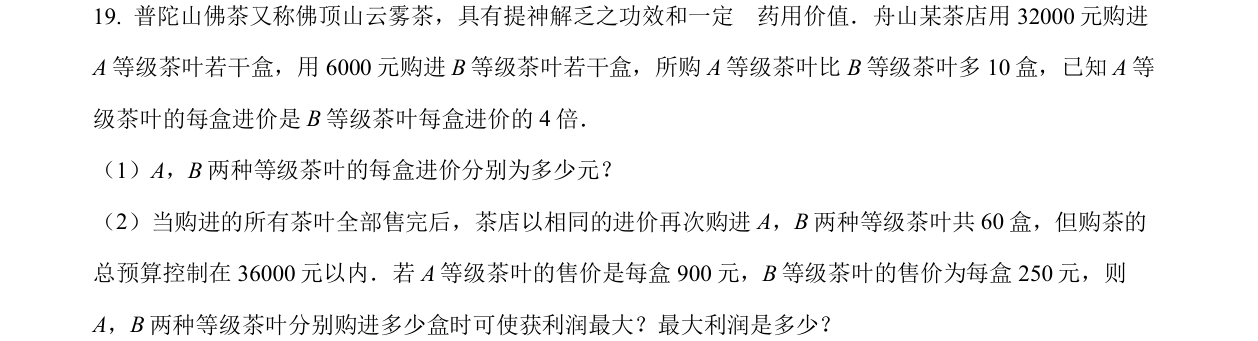 19. 普陀山佛茶又称佛顶山云雾茶，具有提神解乏之功效和一定 药用价值．舟山某茶店用 32000 元购进
A 等级茶叶若干盒，用 6000 元购进 B 等级茶叶若干盒，所购 A 等级茶叶比 B 等级茶叶多 10 盒，已知 A 等
级茶叶的每盒进价是 B 等级茶叶每盒进价的 4 倍．
（1）A，B 两种等级茶叶的每盒进价分别为多少元？
（2）当购进的所有茶叶全部售完后，茶店以相同的进价再次购进 A，B 两种等级茶叶共 60 盒，但购茶的
总预算控制在 36000 元以内．若 A 等级茶叶的售价是每盒 900 元，B 等级茶叶的售价为每盒 250 元，则
A，B 两种等级茶叶分别购进多少盒时可使获利润最大？最大利润是多少？